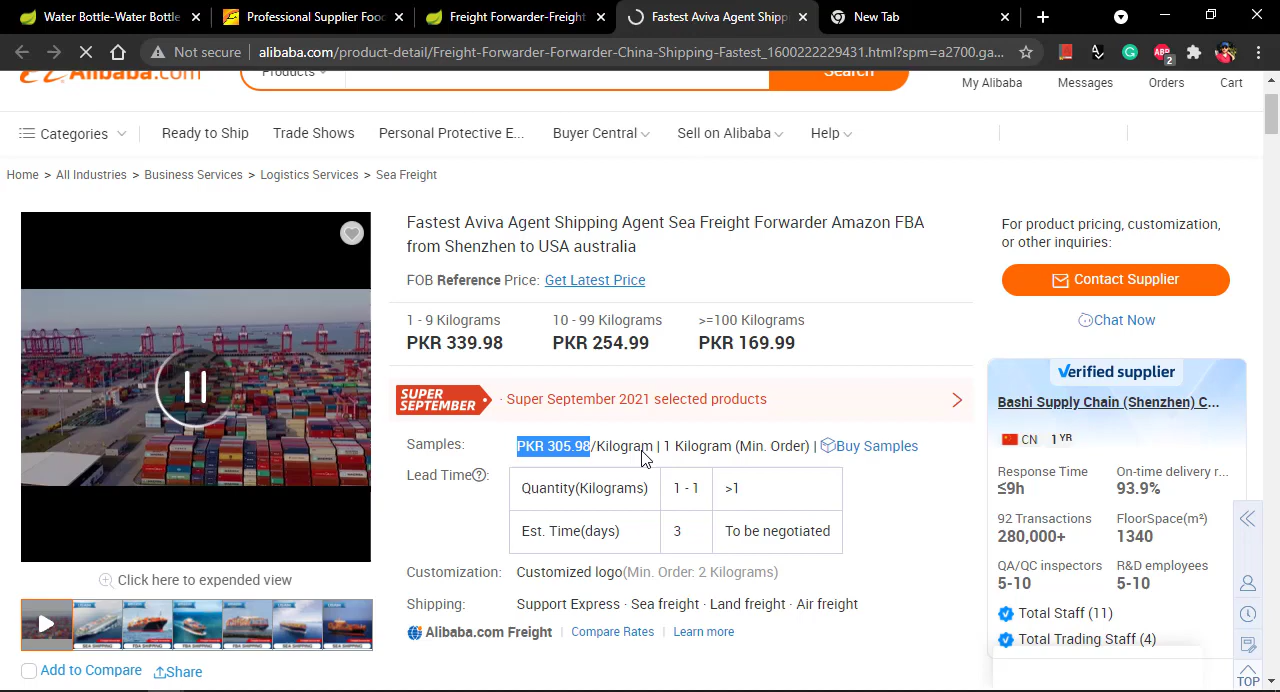 Water Bottle-Water Bottle
Professional Supplier Food
Freight Forwarder-Freight
Fastest Aviva Agent Shipp
New Tab
Not secure
alibaba.com/product-detail/Freight-Forwarder-Forwarder-China-Shipping-Fastest_1600222229431.html?spm=a2700.ga...
ABP
2
Alibaba.com
Products
Search
My Alibaba
Messages
Orders
Cart
Categories
Ready to Ship
Trade Shows
Personal Protective E...
Buyer Central
Sell on Alibaba
Help
Home > All Industries > Business Services > Logistics Services > Sea Freight
Fastest Aviva Agent Shipping Agent Sea Freight Forwarder Amazon FBA
from Shenzhen to USA australia
FOB Reference Price: Get Latest Price
1 - 9 Kilograms
10 - 99 Kilograms
>=100 Kilograms
PKR 339.98
PKR 254.99
PKR 169.99
SUPER
SEPTEMBER
· Super September 2021 selected products
Samples:
PKR 305.98/Kilogram | 1 Kilogram (Min. Order) | Buy Samples
Lead Time?:
Quantity(Kilograms)
1 - 1
>1
Est. Time(days)
3
To be negotiated
Customization:
Customized logo(Min. Order: 2 Kilograms)
Shipping:
Support Express · Sea freight · Land freight · Air freight
Alibaba.com Freight
Compare Rates
Learn more
Click here to expended view
Add to Compare
Share
For product pricing, customization,
or other inquiries:
Contact Supplier
Chat Now
Verified supplier
Bashi Supply Chain (Shenzhen) C...
CN
1 YR
Response Time
On-time delivery r...
≤9h
93.9%
92 Transactions
FloorSpace(m²)
280,000+
1340
QA/QC inspectors
R&D employees
5-10
5-10
Total Staff (11)
Total Trading Staff (4)
TOP